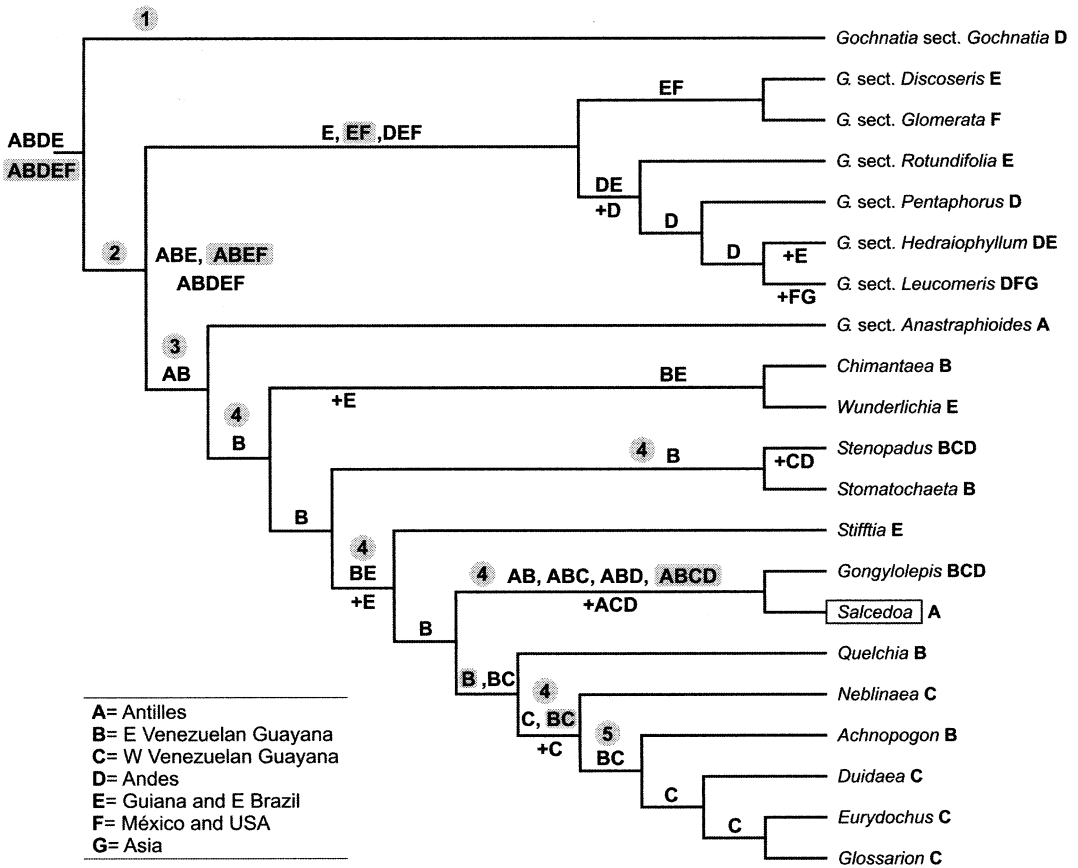 1
Gochnatia sect. Gochnatia D
EF
G. sect. Discoseris E
G. sect. Glomerata F
ABDE
ABDEF
E, EF ,DEF
G. sect. Rotundifolia E
DE
+D
D
G. sect. Pentaphorus D
D
G. sect. Hedraiophyllum DE
+E
G. sect. Leucomeris DFG
+FG
2
ABE, ABEF
ABDEF
G. sect. Anastraphioides A
3
AB
Chimantaea B
BE
+E
Wunderlichia E
4
B
Stenopadus BCD
4 B
+CD
Stomatochaeta B
B
Stifftia E
4
BE
+E
4 AB, ABC, ABD, ABCD
+ACD
Gongylolepis BCD
Salcedoa A
B
Quelchia B
B ,BC
4
C, BC
+C
Neblinaea C
5
BC
Achnopogon B
Duidaea C
C
Eurydochus C
C
Glossarion C
A= Antilles
B= E Venezuelan Guayana
C= W Venezuelan Guayana
D= Andes
E= Guiana and E Brazil
F= México and USA
G= Asia